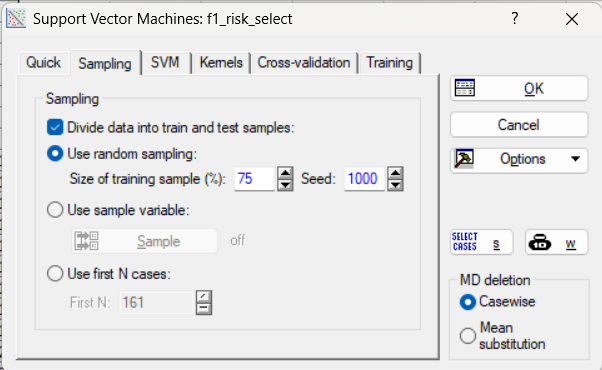 Support Vector Machines: f1_risk_select ?
Quick Sampling SVM Kernels Cross-validation Training
Sampling
Divide data into train and test samples:
Use random sampling:
Size of training sample (%): 75 Seed: 1000
Use sample variable:
Sample off
Use first N cases:
First N: 161
OK
Cancel
Options
SELECT
CASES s w
MD deletion
Casewise
Mean
substitution